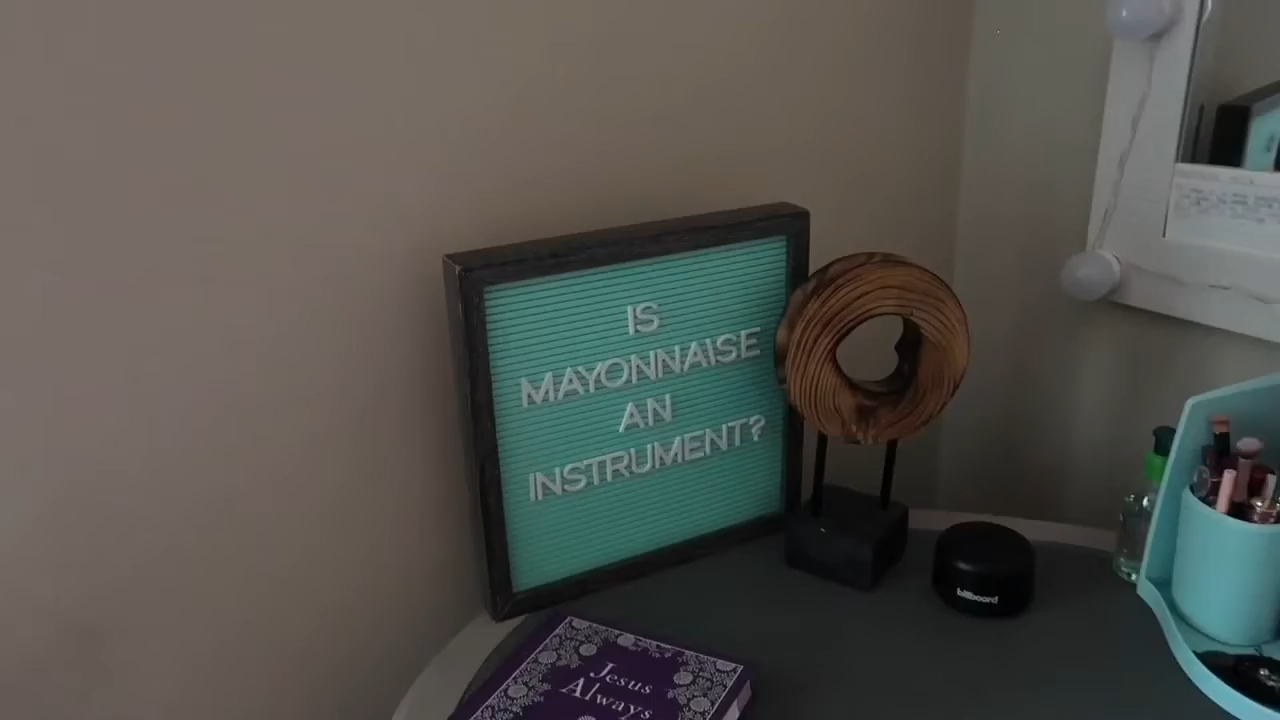 IS
MAYONNAISE
AN
INSTRUMENT?
billboard
Jesus
Always